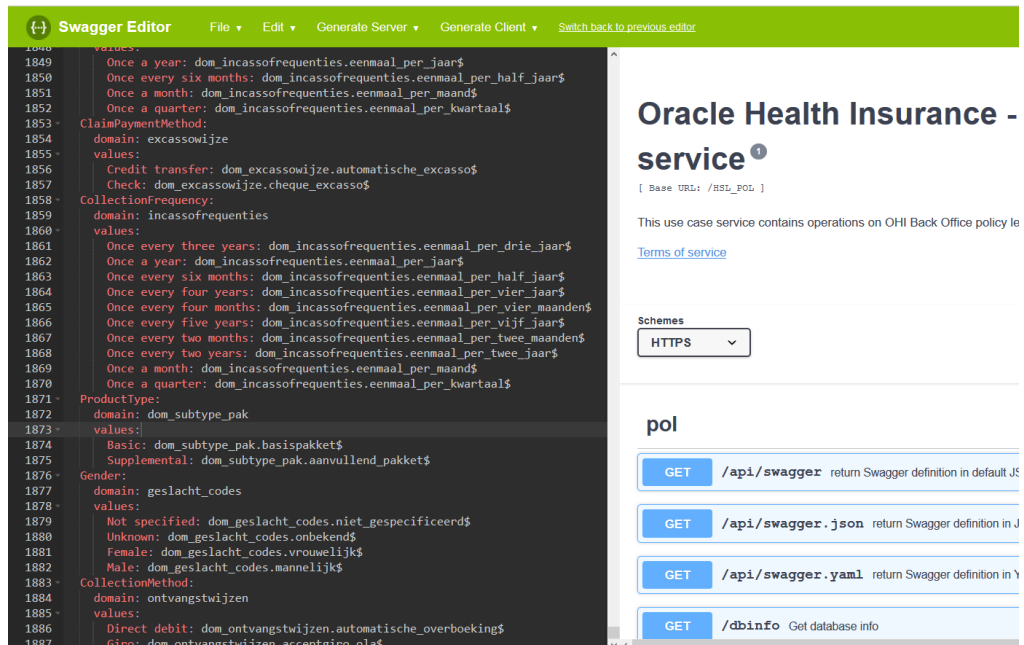 {...} Swagger Editor File ▾ Edit ▾ Generate Server ▾ Generate Client ▾ Switch back to previous editor
1848 values:
1849 Once a year: dom_incassofrequenties.eenmaal_per_jaar$
1850 Once every six months: dom_incassofrequenties.eenmaal_per_half_jaar$
1851 Once a month: dom_incassofrequenties.eenmaal_per_maand$
1852 Once a quarter: dom_incassofrequenties.eenmaal_per_kwartaal$
1853 ClaimPaymentMethod:
1854 domain: excassowijze
1855 values:
1856 Credit transfer: dom_excassowijze.automatische_excasso$
1857 Check: dom_excassowijze.cheque_excasso$
1858 CollectionFrequency:
1859 domain: incassofrequenties
1860 values:
1861 Once every three years: dom_incassofrequenties.eenmaal_per_drie_jaar$
1862 Once a year: dom_incassofrequenties.eenmaal_per_jaar$
1863 Once every six months: dom_incassofrequenties.eenmaal_per_half_jaar$
1864 Once every four years: dom_incassofrequenties.eenmaal_per_vier_jaar$
1865 Once every four months: dom_incassofrequenties.eenmaal_per_vier_maanden$
1866 Once every five years: dom_incassofrequenties.eenmaal_per_vijf_jaar$
1867 Once every two months: dom_incassofrequenties.eenmaal_per_twee_maanden$
1868 Once every two years: dom_incassofrequenties.eenmaal_per_twee_jaar$
1869 Once a month: dom_incassofrequenties.eenmaal_per_maand$
1870 Once a quarter: dom_incassofrequenties.eenmaal_per_kwartaal$
1871 ProductType:
1872 domain: dom_subtype_pak
1873 values:
1874 Basic: dom_subtype_pak.basispakket$
1875 Supplemental: dom_subtype_pak.aanvullend_pakket$
1876 Gender:
1877 domain: geslacht_codes
1878 values:
1879 Not specified: dom_geslacht_codes.niet_gespecificeerd$
1880 Unknown: dom_geslacht_codes.onbekend$
1881 Female: dom_geslacht_codes.vrouwelijk$
1882 Male: dom_geslacht_codes.mannelijk$
1883 CollectionMethod:
1884 domain: ontvangstwijzen
1885 values:
1886 Direct debit: dom_ontvangstwijzen.automatische_overboeking$
1887 Giro: dom_ontvangstwijzen.accentgiro_ola$
Oracle Health Insurance -
service 1
[ Base URL: /HSL_POL ]
This use case service contains operations on OHI Back Office policy le
Terms of service
Schemes
HTTPS
pol
GET /api/swagger return Swagger definition in default JS
GET /api/swagger.json return Swagger definition in J
GET /api/swagger.yaml return Swagger definition in Y
GET /dbinfo Get database info